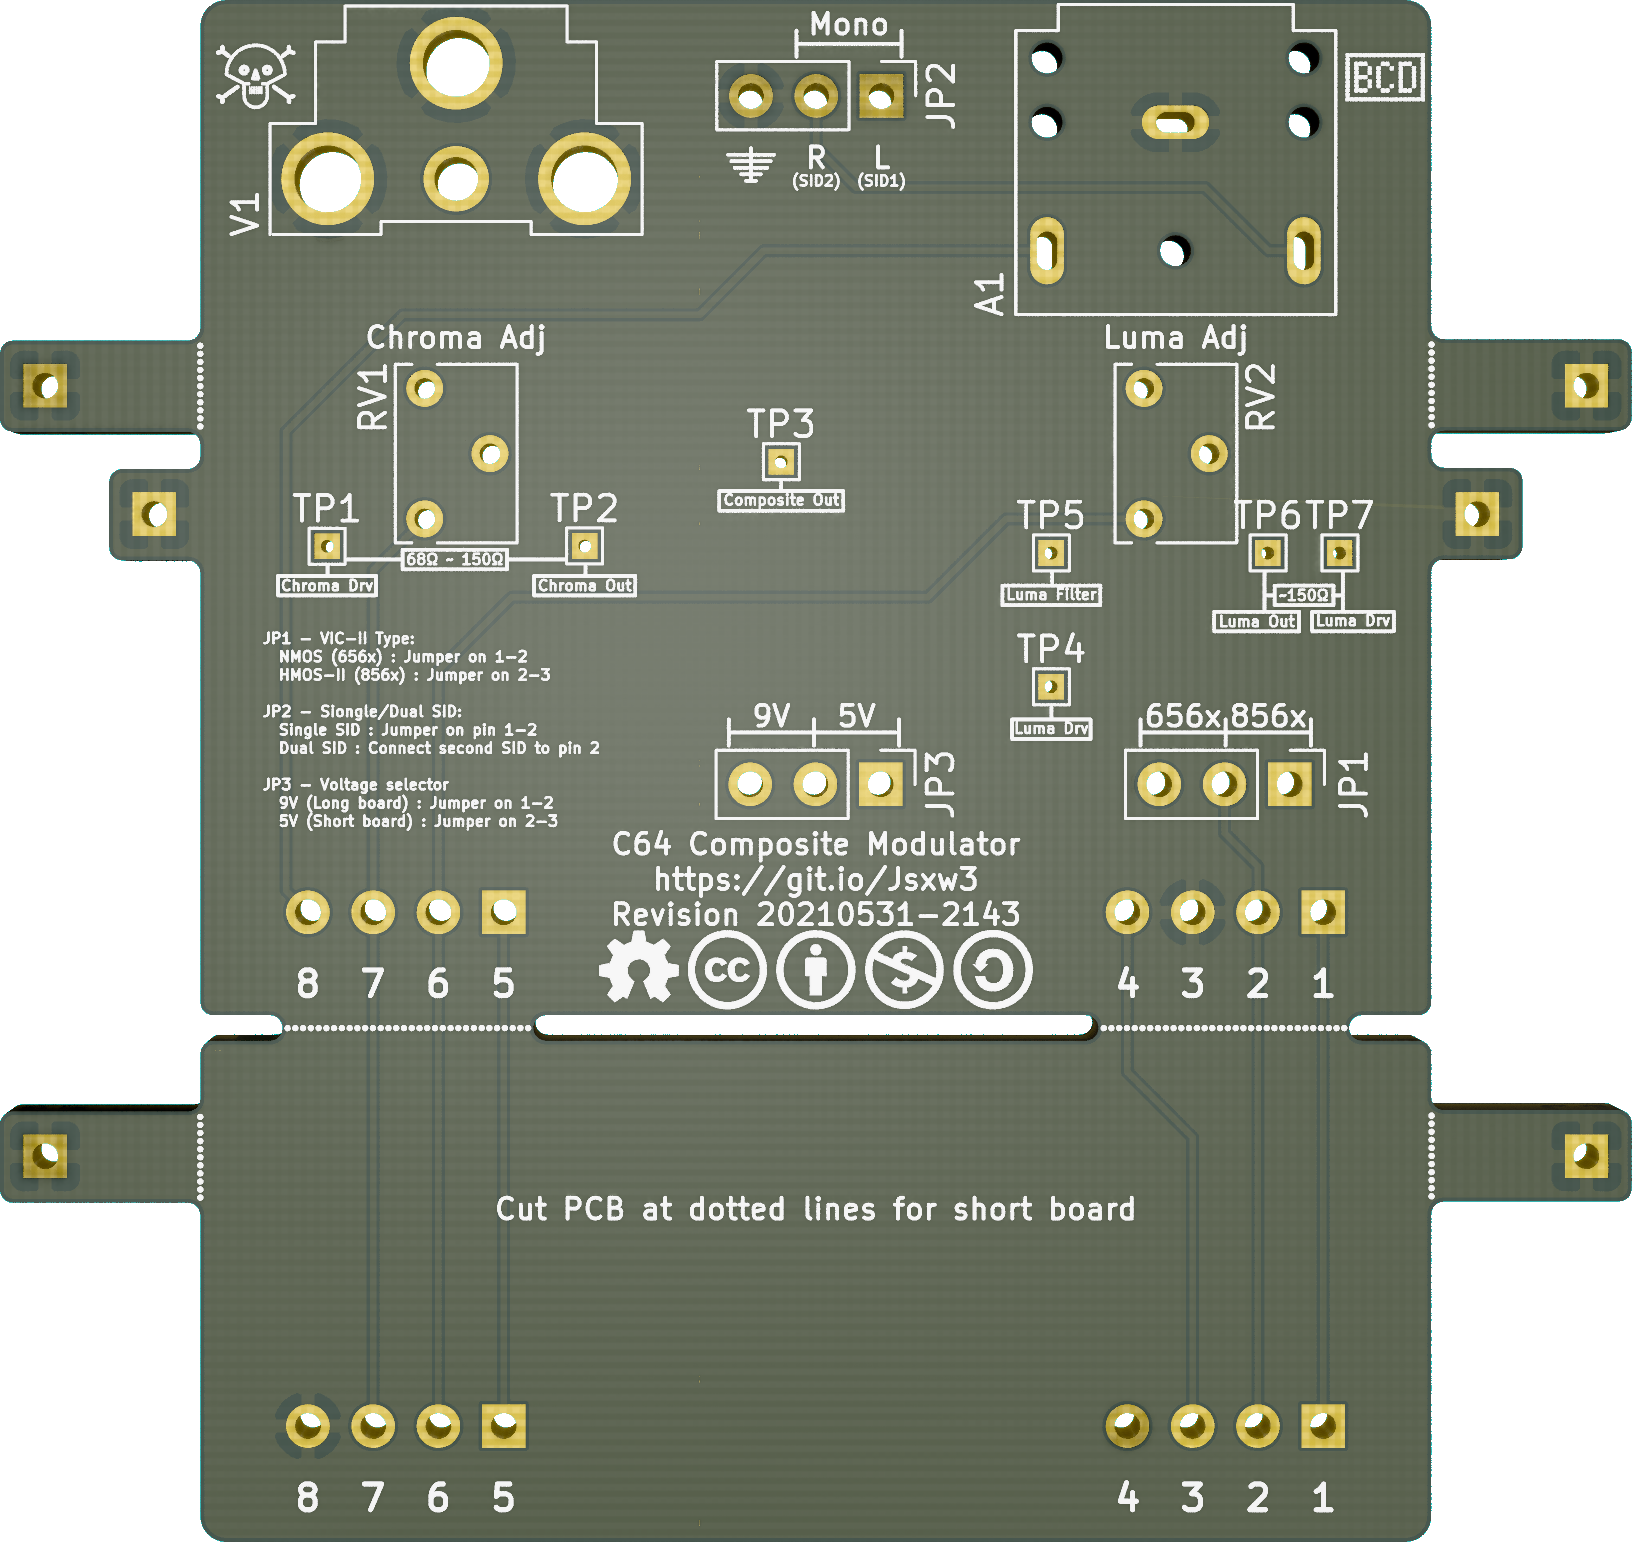 Mono
BCD
JP2
R
L
(SID2)
(SID1)
V1
A1
Chroma Adj
Luma Adj
RV1
RV2
TP3
Composite Out
TP1
TP2
TP5
TP6
TP7
68Ω ~ 150Ω
Chroma Drv
Chroma Out
Luma Filter
~150Ω
Luma Out
Luma Drv
JP1 - VIC-II Type:
NMOS (656x) : Jumper on 1-2
HMOS-II (856x) : Jumper on 2-3
TP4
Luma Drv
JP2 - Siongle/Dual SID:
Single SID : Jumper on pin 1-2
Dual SID : Connect second SID to pin 2
9V
5V
656x
856x
JP3
JP1
JP3 - Voltage selector
9V (Long board) : Jumper on 1-2
5V (Short board) : Jumper on 2-3
C64 Composite Modulator
https://git.io/Jsxw3
Revision 20210531-2143
cc
$
8 7 6 5
4 3 2 1
Cut PCB at dotted lines for short board
8 7 6 5
4 3 2 1